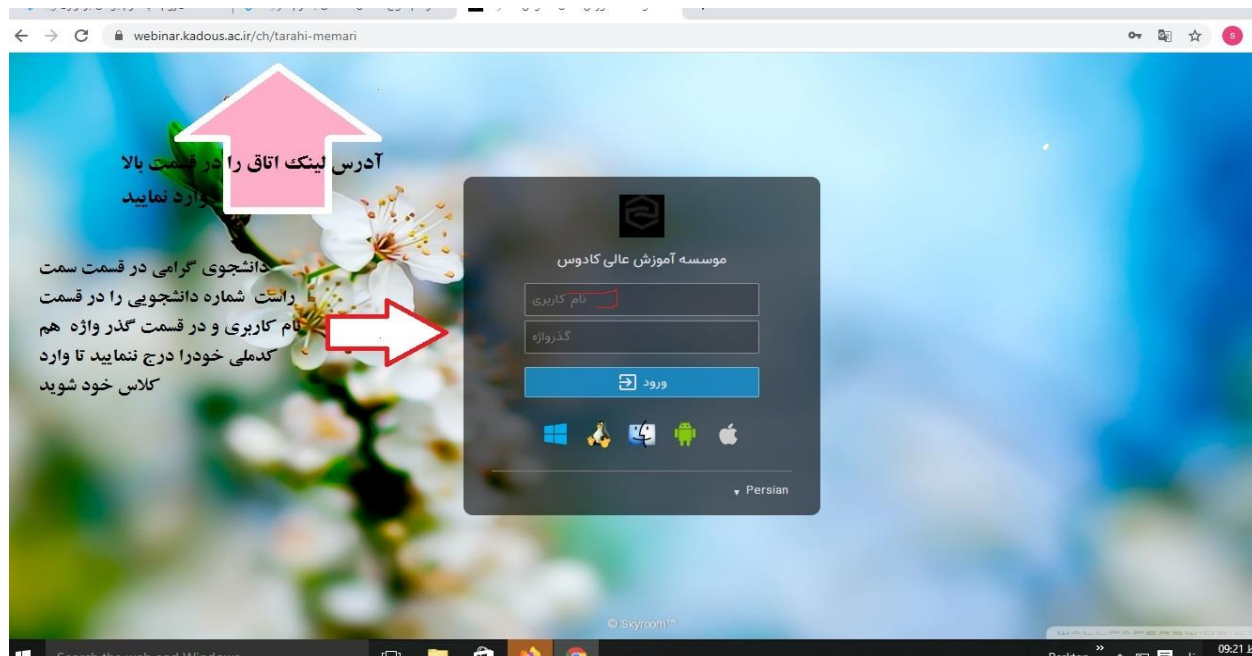 webinar.kadous.ac.ir/ch/tarahi-memari
آدرس لینک اتاق را در قسمت بالا
وارد نمایید
موسسه آموزش عالی کادوس
دانشجوی گرامی در قسمت سمت
راست شماره دانشجویی را در قسمت
نام کاربری و در قسمت گذر واژه هم
کدملی خودرا درج ننمایید تا وارد
کلاس خود شوید
نام کاربری
گذرواژه
ورود
Persian
© Skyroom™
Search the web and Windows
Desktop
09:21